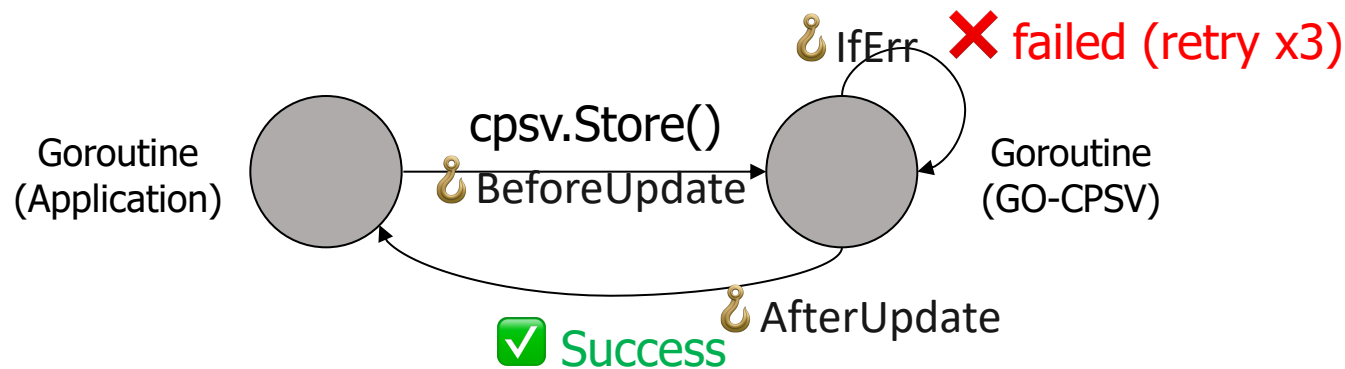 IfErr
failed (retry x3)
cpsv.Store()
Goroutine
(Application)
BeforeUpdate
Goroutine
(GO-CPSV)
AfterUpdate
Success